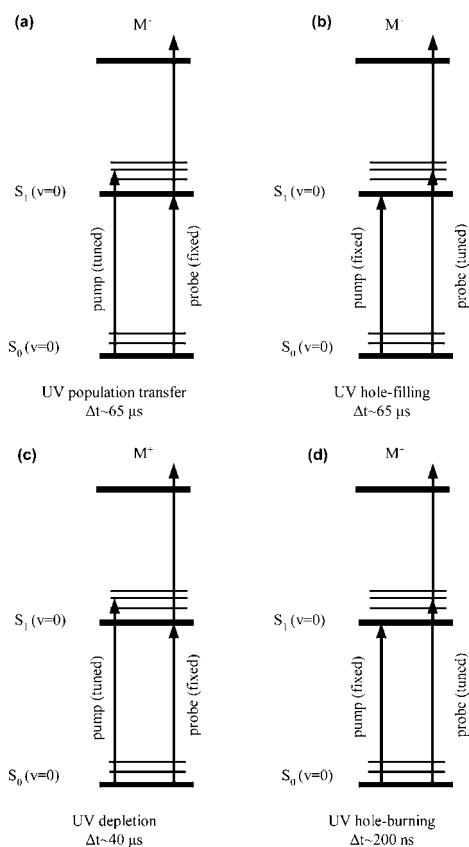 (a)
M⁺
S₁ (v=0)
pump (tuned)
probe (fixed)
S₀ (v=0)
UV population transfer
Δt~65 μs
(b)
M⁺
S₁ (v=0)
pump (fixed)
probe (tuned)
S₀ (v=0)
UV hole-filling
Δt~65 μs
(c)
M⁺
S₁ (v=0)
pump (tuned)
probe (fixed)
S₀ (v=0)
UV depletion
Δt~40 μs
(d)
M⁺
S₁ (v=0)
pump (fixed)
probe (tuned)
S₀ (v=0)
UV hole-burning
Δt~200 ns